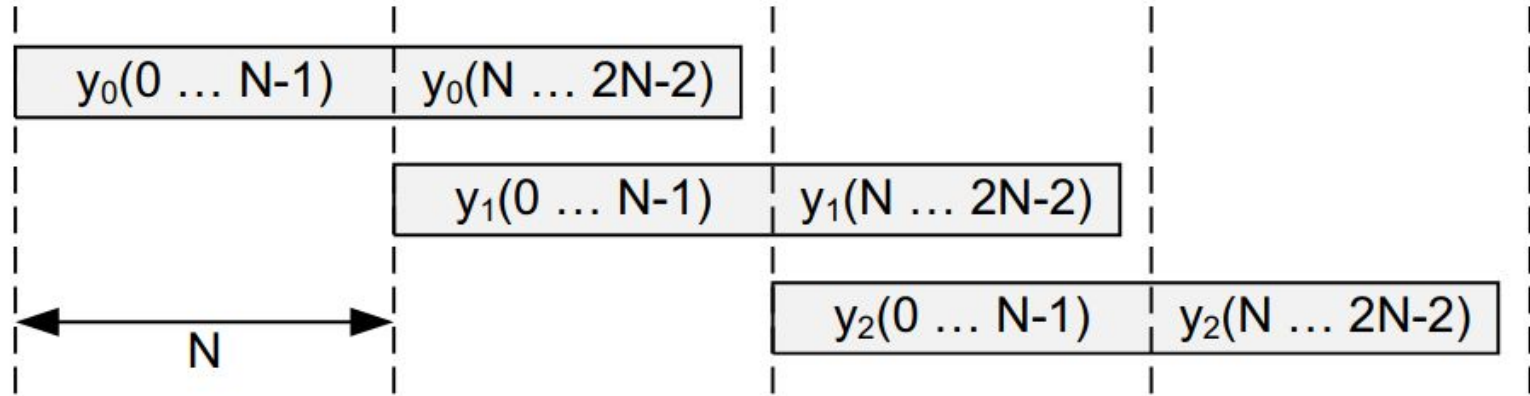 y₀(0 ... N-1) y₀(N ... 2N-2)
y₁(0 ... N-1) y₁(N ... 2N-2)
y₂(0 ... N-1) y₂(N ... 2N-2)
N